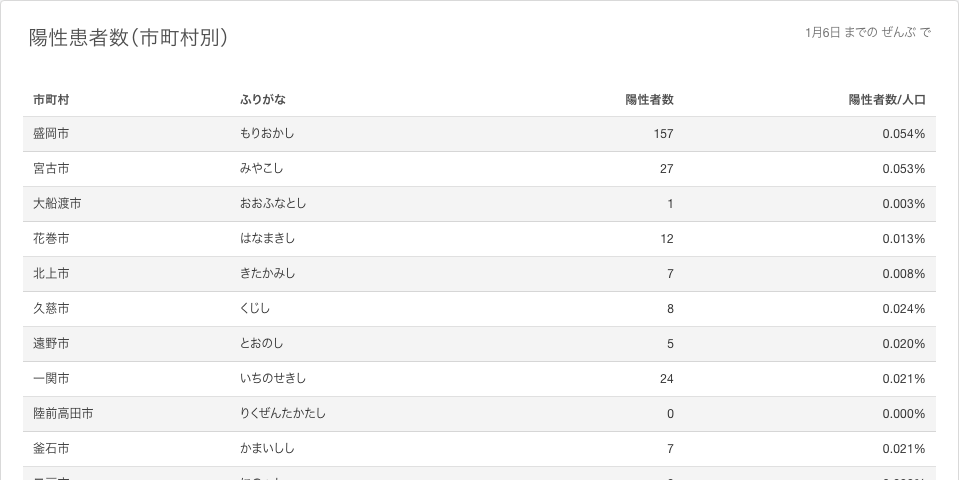 陽性患者数(市町村別)
1月6日 までの ぜんぶ で
市町村 ふりがな 陽性者数 陽性者数/人口
盛岡市 もりおかし 157 0.054%
宮古市 みやこし 27 0.053%
大船渡市 おおふなとし 1 0.003%
花巻市 はなまきし 12 0.013%
北上市 きたかみし 7 0.008%
久慈市 くじし 8 0.024%
遠野市 とおのし 5 0.020%
一関市 いちのせきし 24 0.021%
陸前高田市 りくぜんたかたし 0 0.000%
釜石市 かまいしし 7 0.021%